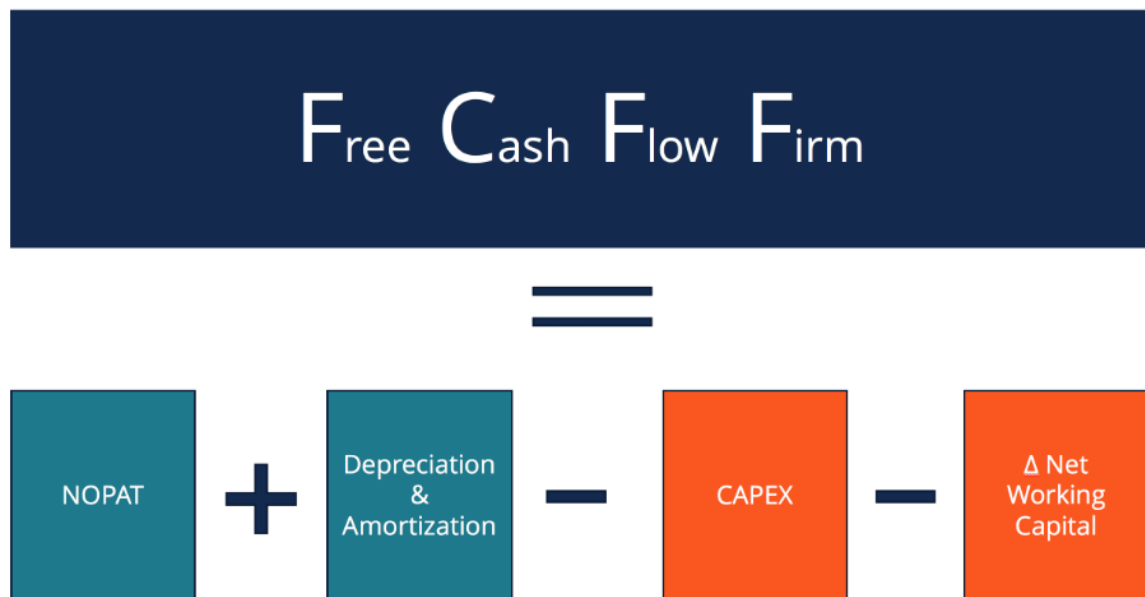 Free Cash Flow Firm
=
NOPAT
+
Depreciation
&
Amortization
−
CAPEX
−
Δ Net
Working
Capital